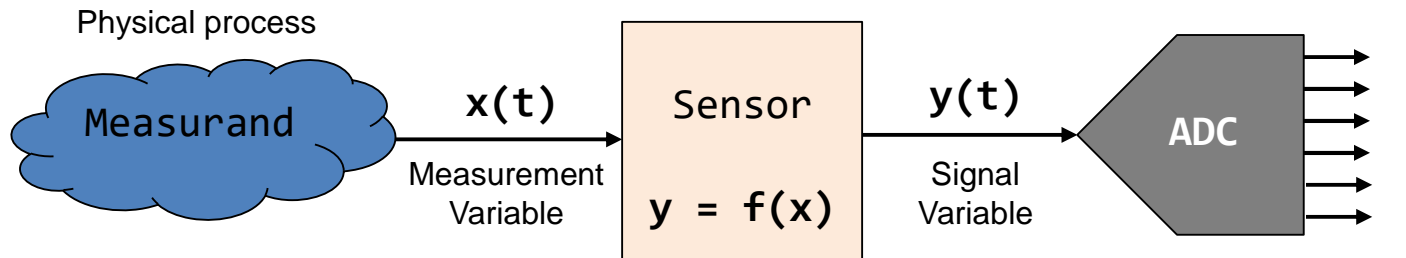 Physical process
Measurand
x(t)
Measurement
Variable
Sensor
y = f(x)
y(t)
Signal
Variable
ADC